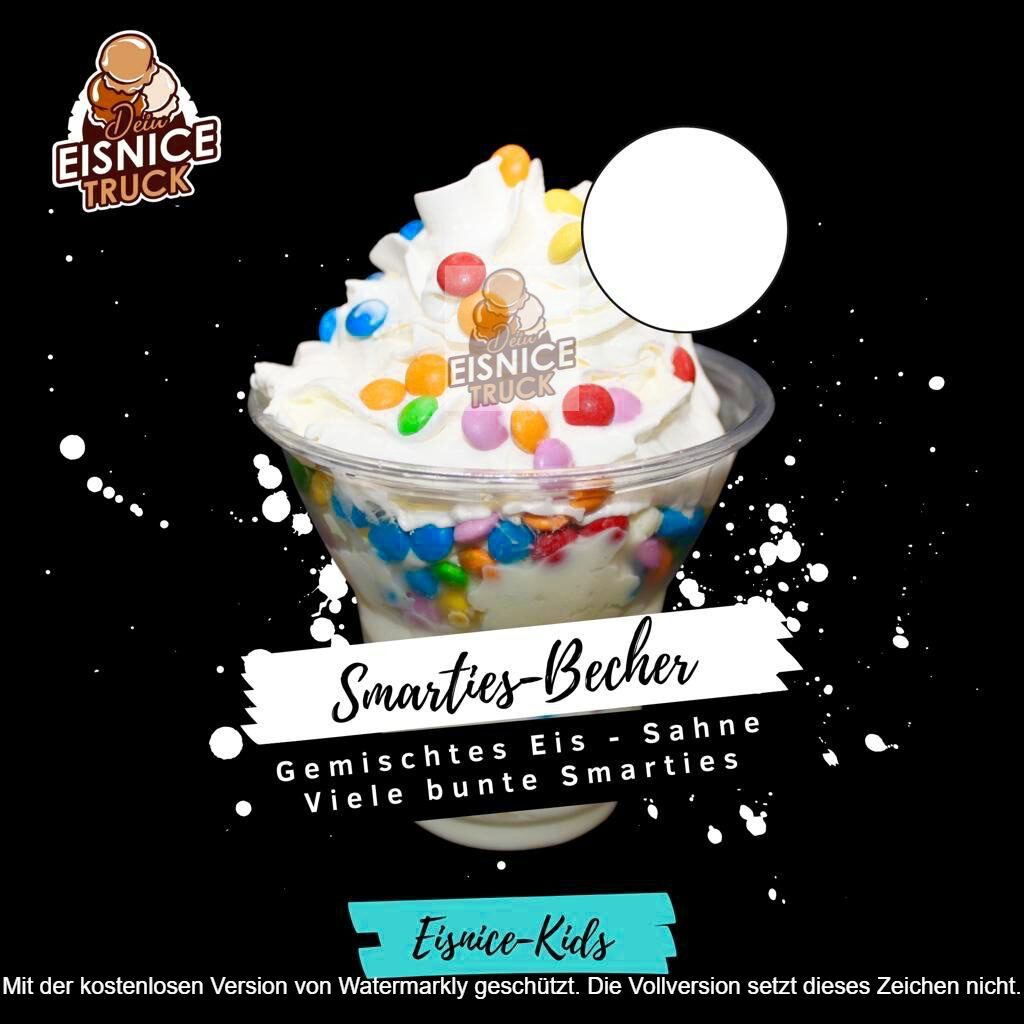 Dein
EISNICE
TRUCK
Dein
EISNICE
TRUCK
Smarties-Becher
Gemischtes Eis - Sahne
Viele bunte Smarties
Eisnice-Kids
Mit der kostenlosen Version von Watermarkly geschützt. Die Vollversion setzt dieses Zeichen nicht.